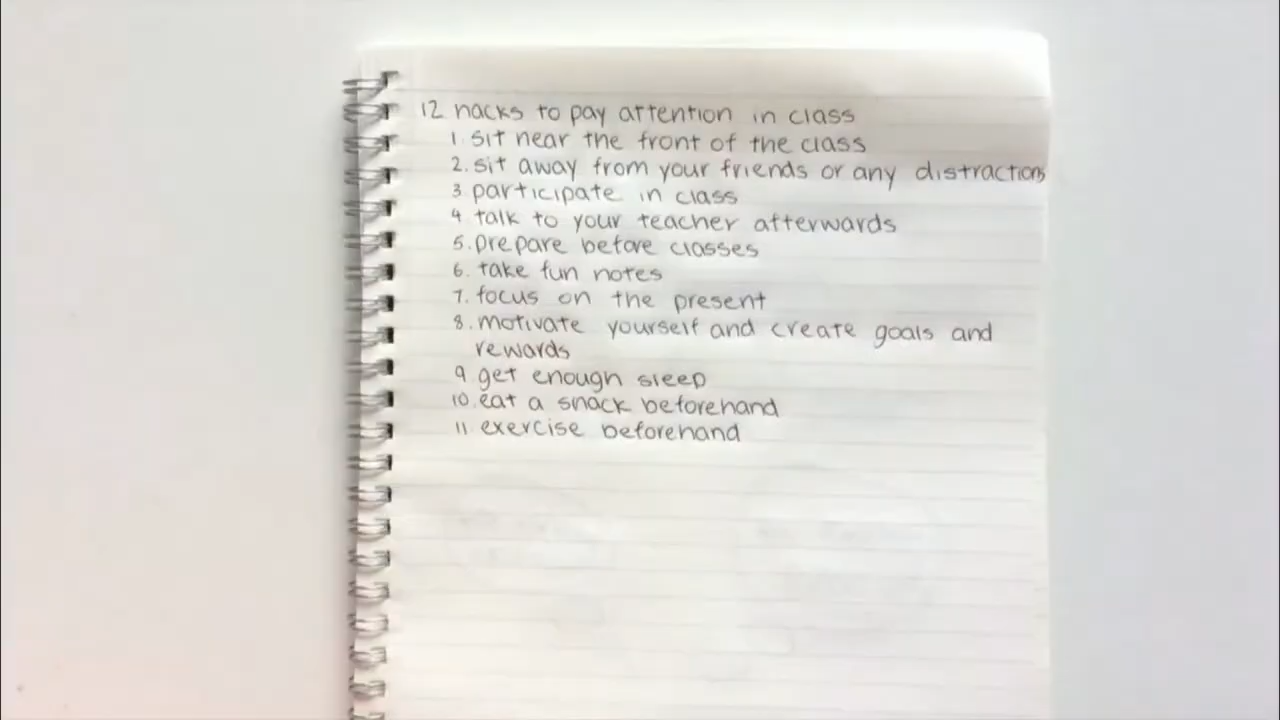 12 hacks to pay attention in class
1. sit near the front of the class
2. sit away from your friends or any distractions
3 participate in class
4 talk to your teacher afterwards
5. prepare before classes
6. take fun notes
7. focus on the present
8. motivate yourself and create goals and
rewards
9 get enough sleep
10. eat a snack beforehand
11 exercise beforehand